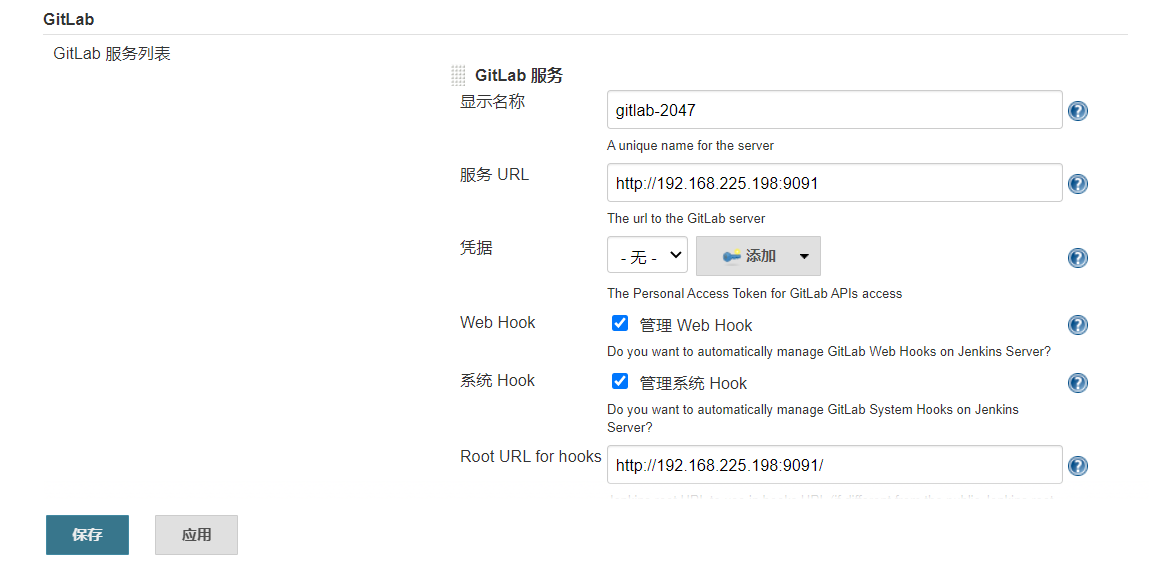 GitLab
GitLab 服务列表
GitLab 服务
显示名称
gitlab-2047
A unique name for the server
服务 URL
http://192.168.225.198:9091
The url to the GitLab server
凭据
- 无 -
添加
The Personal Access Token for GitLab APIs access
Web Hook
管理 Web Hook
Do you want to automatically manage GitLab Web Hooks on Jenkins Server?
系统 Hook
管理系统 Hook
Do you want to automatically manage GitLab System Hooks on Jenkins
Server?
Root URL for hooks
http://192.168.225.198:9091/
保存
应用